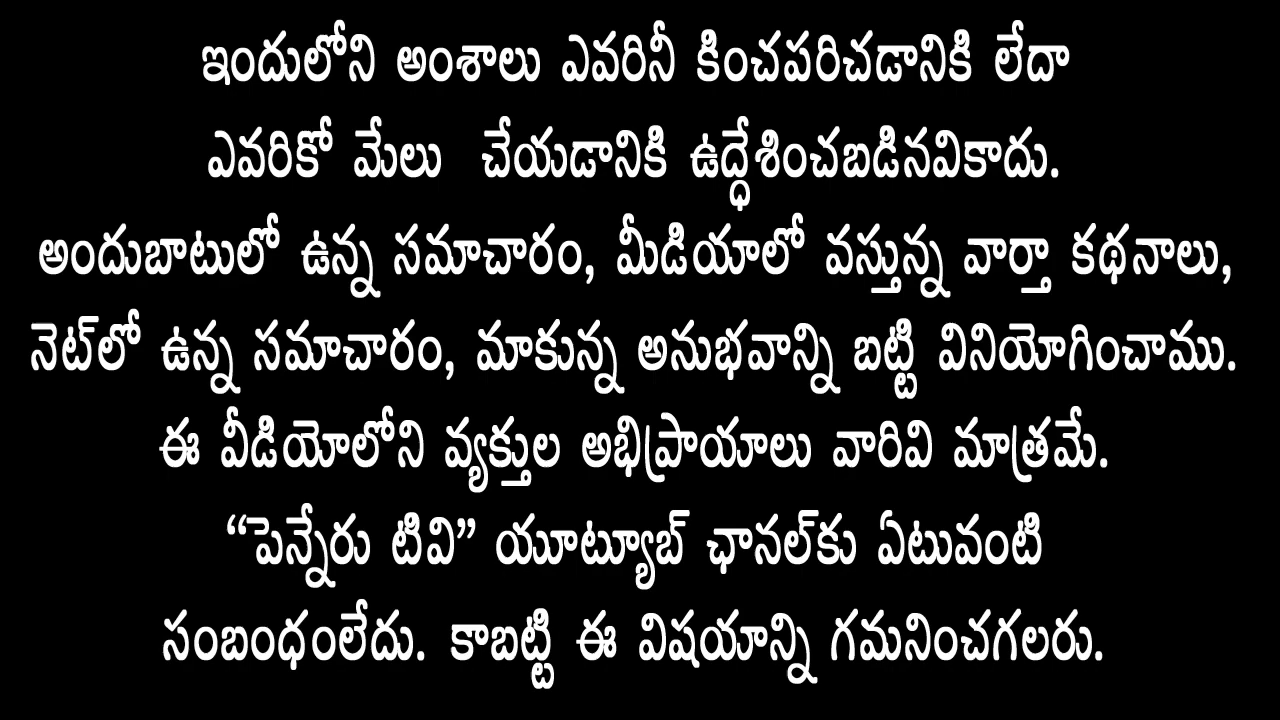 ఇందులోని అంశాలు ఎవరినీ కించపరిచడానికి లేదా
ఎవరికో మేలు చేయడానికి ఉద్ధేశించబడినవికాదు.
అందుబాటులో ఉన్న సమాచారం, మీడియాలో వస్తున్న వార్తా కథనాలు,
నెట్‌లో ఉన్న సమాచారం, మాకున్న అనుభవాన్ని బట్టి వినియోగించాము.
ఈ వీడియోలోని వ్యక్తుల అభిప్రాయాలు వారివి మాత్రమే.
“పెన్నేరు టివి” యూట్యూబ్ ఛానల్‌కు ఏటువంటి
సంబంధంలేదు. కాబట్టి ఈ విషయాన్ని గమనించగలరు.